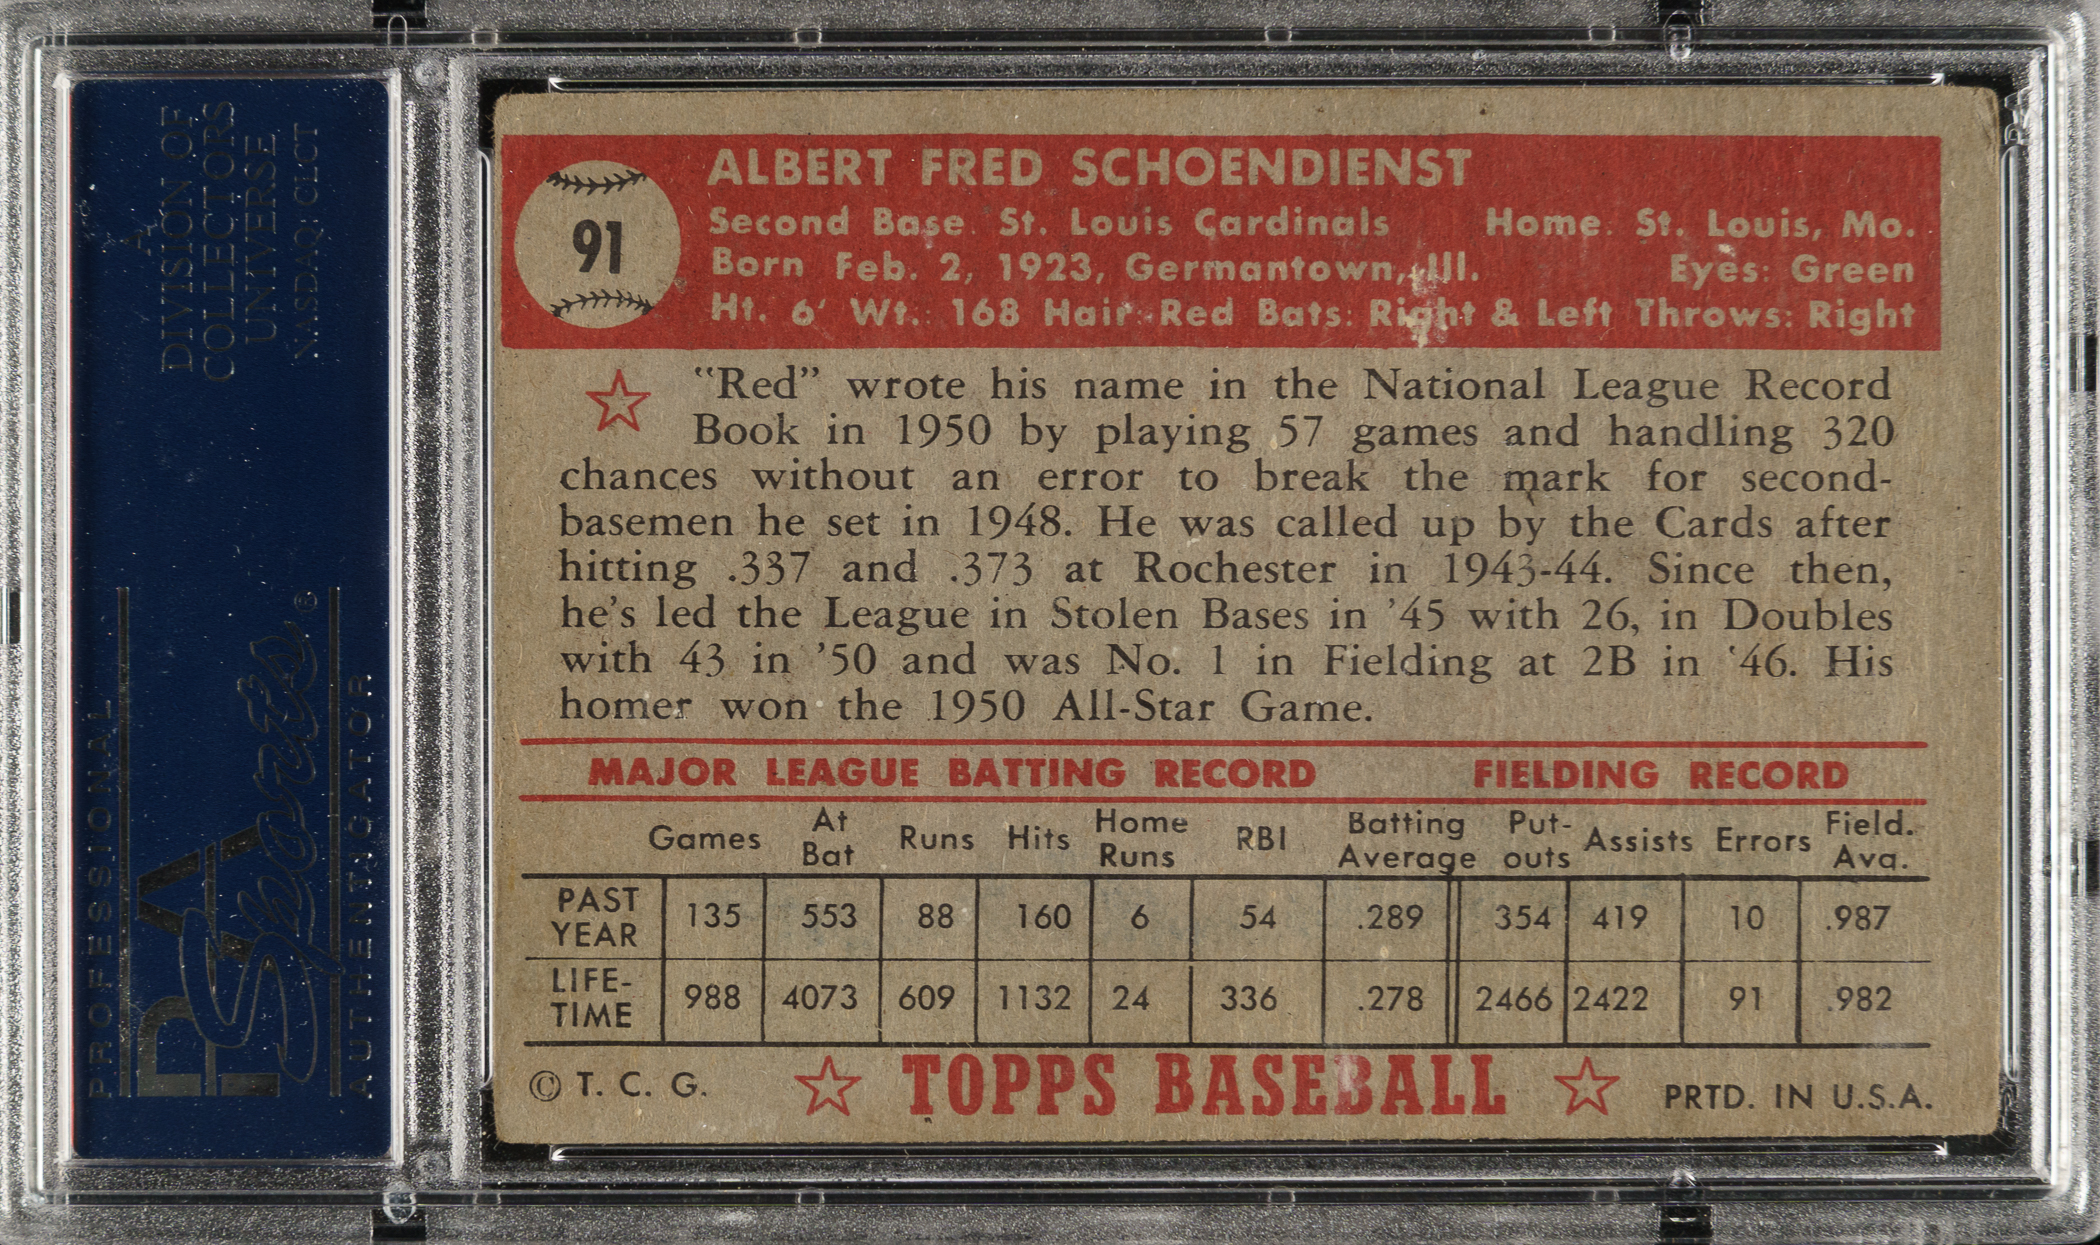 A
DIVISION OF
COLLECTORS
UNIVERSE
NASDAQ: CLCT
PROFESSIONAL
PSA
Sports®
AUTHENTICATOR
91
ALBERT FRED SCHOENDIENST
Second Base: St. Louis Cardinals Home: St. Louis, Mo.
Born Feb. 2, 1923, Germantown, Ill. Eyes: Green
Ht. 6' Wt.: 168 Hair: Red Bats: Right & Left Throws: Right
"Red" wrote his name in the National League Record
Book in 1950 by playing 57 games and handling 320
chances without an error to break the mark for second-
basemen he set in 1948. He was called up by the Cards after
hitting .337 and .373 at Rochester in 1943-44. Since then,
he's led the League in Stolen Bases in '45 with 26, in Doubles
with 43 in '50 and was No. 1 in Fielding at 2B in '46. His
homer won the 1950 All-Star Game.
MAJOR LEAGUE BATTING RECORD FIELDING RECORD
Games At Bat Runs Hits Home Runs RBI Batting Average Put-outs Assists Errors Field. Avg.
PAST YEAR 135 553 88 160 6 54 .289 354 419 10 .987
LIFE-TIME 988 4073 609 1132 24 336 .278 2466 2422 91 .982
© T. C. G. TOPPS BASEBALL PRTD. IN U.S.A.